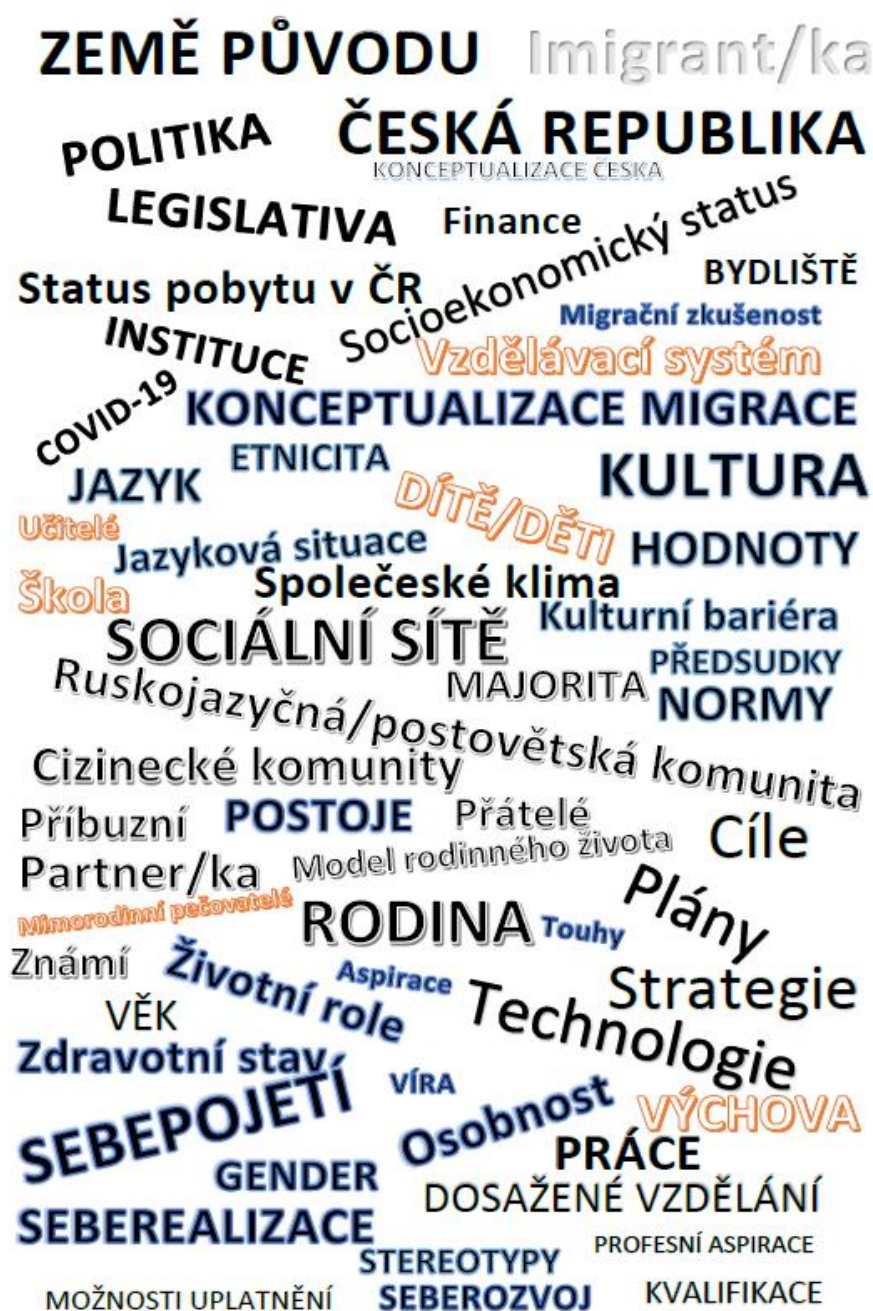 ZEMĚ PŮVODU
Imigrant/ka
POLITIKA
ČESKÁ REPUBLIKA
KONCEPTUALIZACE ČESKA
LEGISLATIVA
Finance
Socioekonomický status
Status pobytu v ČR
BYDLIŠTĚ
Migrační zkušenost
INSTITUCE
Vzdělávací systém
COVID-19
KONCEPTUALIZACE MIGRACE
ETNICITA
KULTURA
JAZYK
DÍTĚ/DĚTI
Učitelé
Jazyková situace
HODNOTY
Společeské klima
Škola
Kulturní bariéra
SOCIÁLNÍ SÍTĚ
PŘEDSUDKY
Ruskojazyčná/postovětská komunita
MAJORITA
NORMY
Cizinecké komunity
Příbuzní
POSTOJE
Přátelé
Cíle
Partner/ka
Model rodinného života
Plány
Mimorodinní pečovatelé
RODINA
Touhy
Známí
Životní role
Aspirace
Strategie
VĚK
Technologie
Zdravotní stav
VÍRA
SEBEPOJETÍ
Osobnost
VÝCHOVA
PRÁCE
GENDER
DOSAŽENÉ VZDĚLÁNÍ
SEBEREALIZACE
PROFESNÍ ASPIRACE
STEREOTYPY
MOŽNOSTI UPLATNĚNÍ
SEBEROZVOJ
KVALIFIKACE